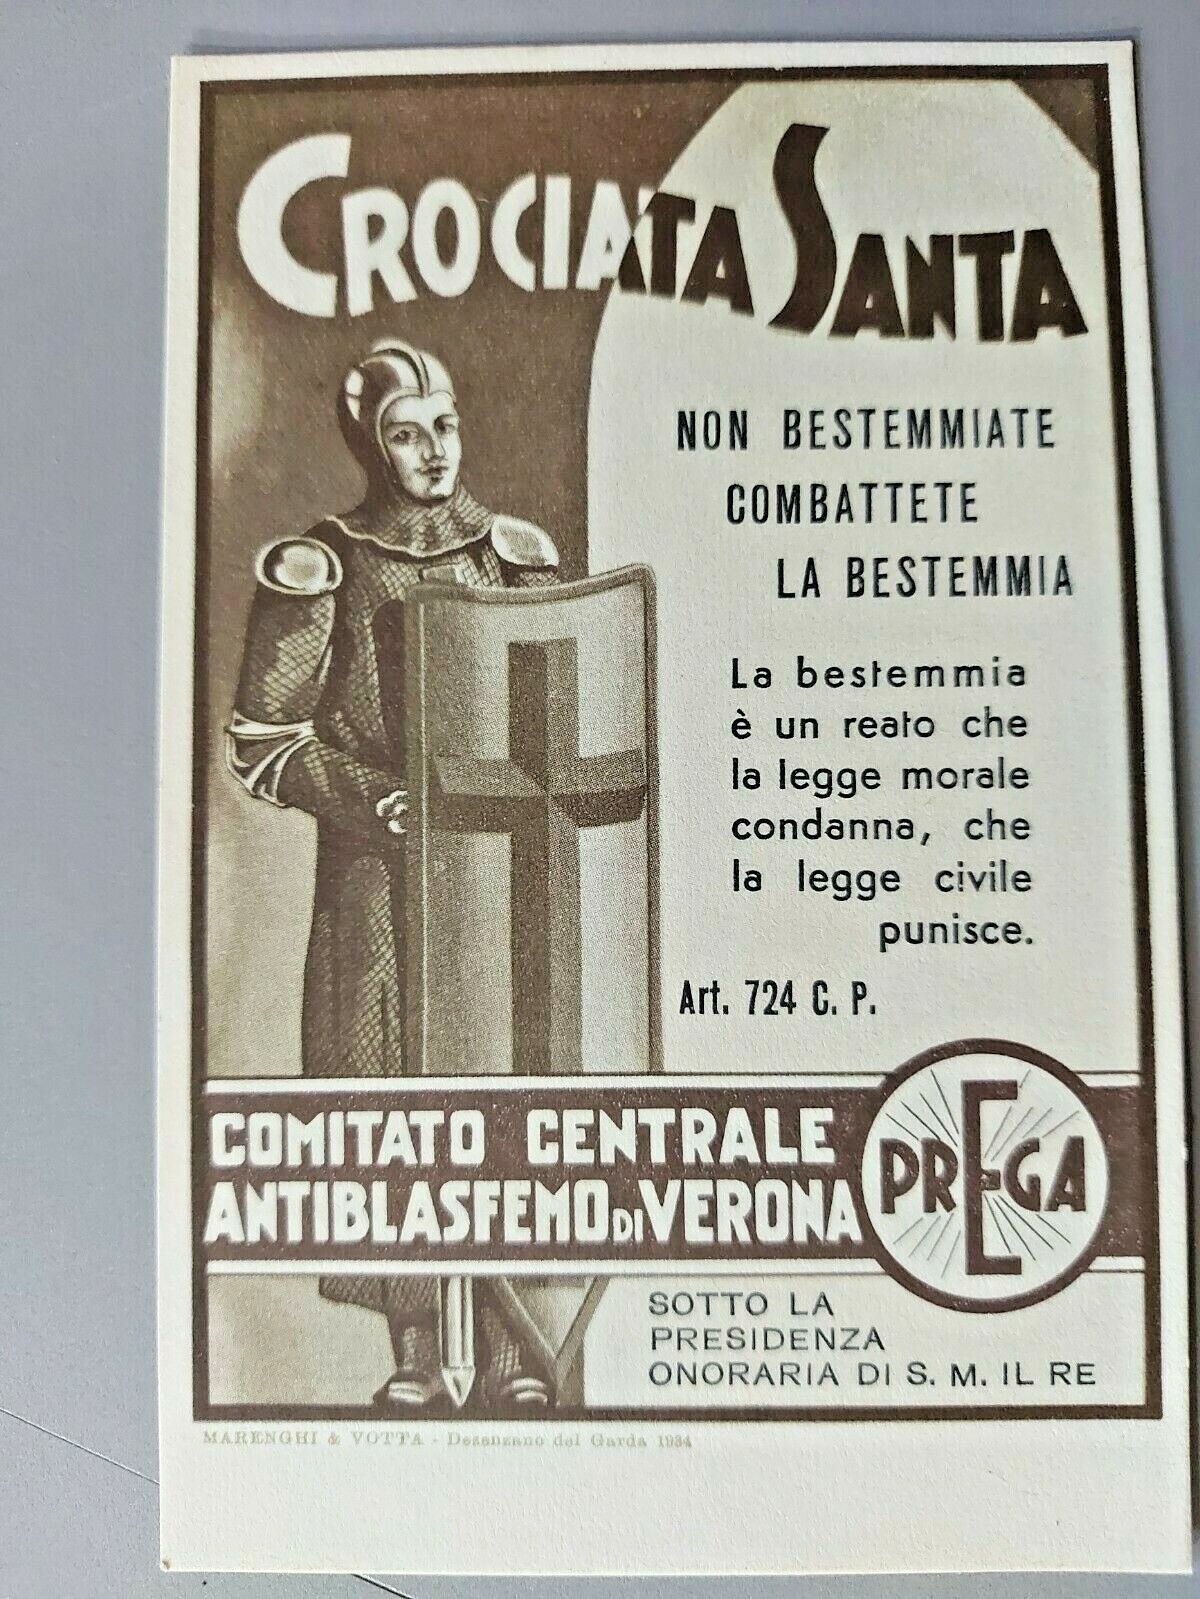 CROCIATA SANTA
NON BESTEMMIATE
COMBATTETE
LA BESTEMMIA
La bestemmia
è un reato che
la legge morale
condanna, che
la legge civile
punisce.
Art. 724 C. P.
COMITATO CENTRALE
ANTIBLASFEMO DI VERONA
PREGA
SOTTO LA
PRESIDENZA
ONORARIA DI S. M. IL RE
MARENGHI & VOTTA - Desenzano del Garda 1934